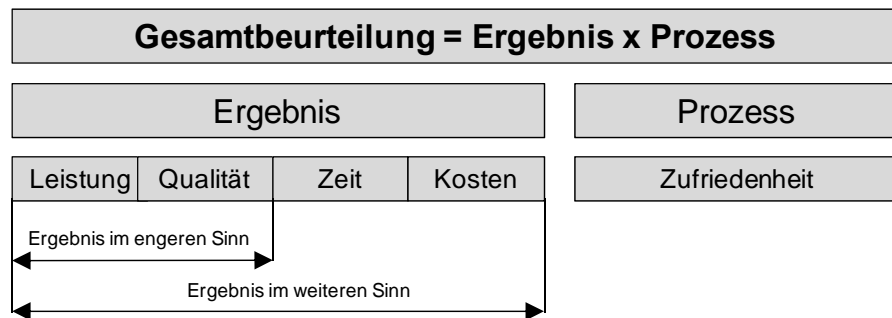 Gesamtbeurteilung = Ergebnis x Prozess
Ergebnis Prozess
Leistung Qualität Zeit Kosten Zufriedenheit
Ergebnis im engeren Sinn
Ergebnis im weiteren Sinn